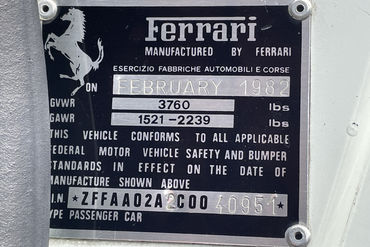 Ferrari
MANUFACTURED BY FERRARI
ESERCIZIO FABBRICHE AUTOMOBILI E CORSE
ON FEBRUARY 1982
GVWR 3760 lbs
GAWR 1521-2239 lbs
THIS VEHICLE CONFORMS TO ALL APPLICABLE
FEDERAL MOTOR VEHICLE SAFETY AND BUMPER
STANDARDS IN EFFECT ON THE DATE OF
MANUFACTURE SHOWN ABOVE
.I.N. ★ZFFAA02A2C0040951★
TYPE PASSENGER CAR